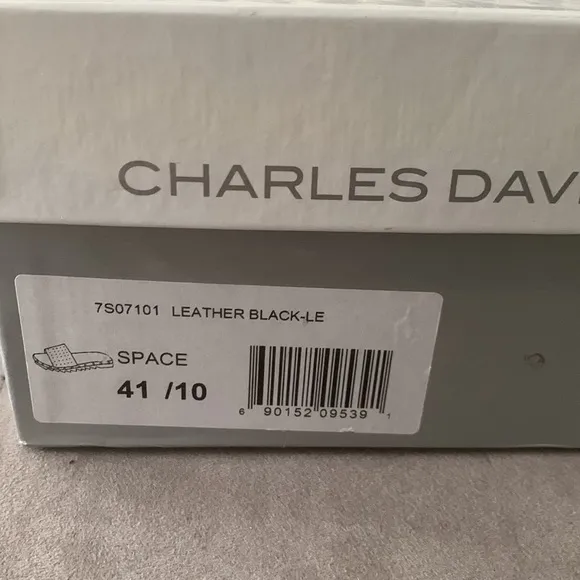 CHARLES DAV
7S07101 LEATHER BLACK-LE
SPACE
41 /10
6 90152 09539 1